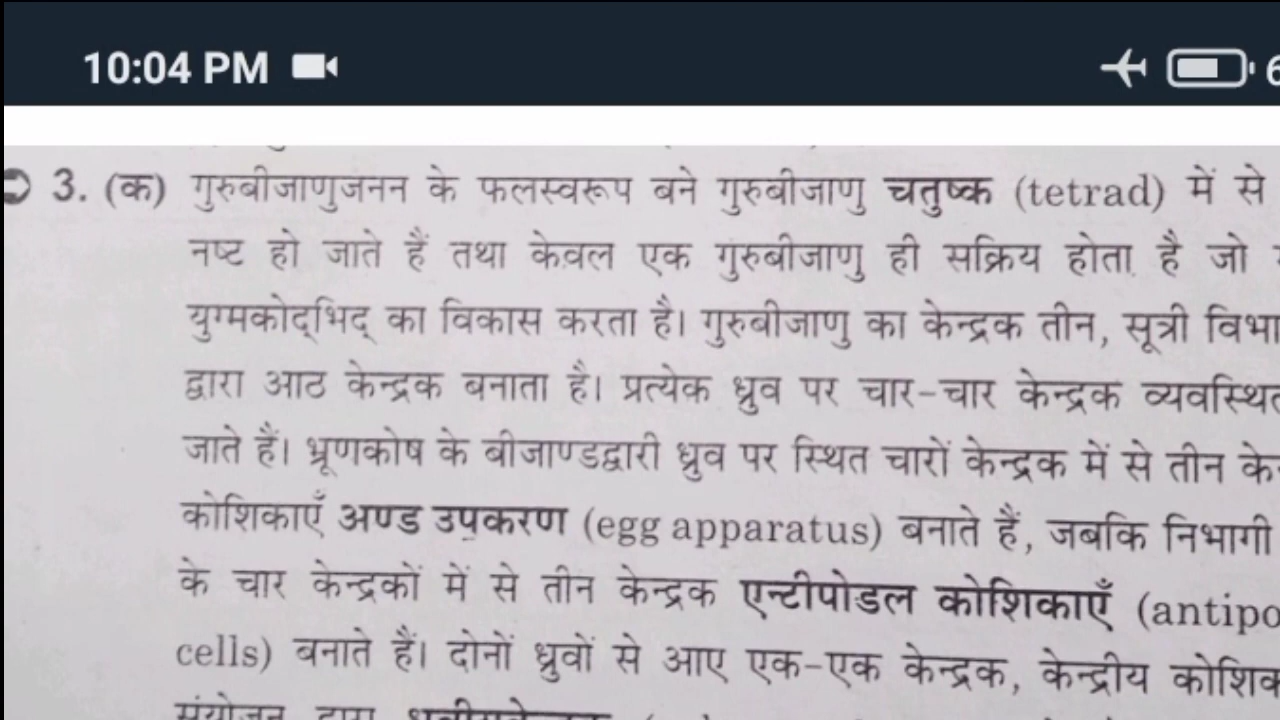 10:04 PM
3. (क) गुरुबीजाणुजनन के फलस्वरूप बने गुरुबीजाणु चतुष्क (tetrad) में से
नष्ट हो जाते हैं तथा केवल एक गुरुबीजाणु ही सक्रिय होता है जो
युग्मकोद्भिद् का विकास करता है। गुरुबीजाणु का केन्द्रक तीन, सूत्री विभा
द्वारा आठ केन्द्रक बनाता है। प्रत्येक ध्रुव पर चार-चार केन्द्रक व्यवस्थित
जाते हैं। भ्रूणकोष के बीजाण्डद्वारी ध्रुव पर स्थित चारों केन्द्रक में से तीन के
कोशिकाएँ अण्ड उपकरण (egg apparatus) बनाते हैं, जबकि निभागी
के चार केन्द्रकों में से तीन केन्द्रक एन्टीपोडल कोशिकाएँ (antipo
cells) बनाते हैं। दोनों ध्रुवों से आए एक-एक केन्द्रक, केन्द्रीय कोशिक